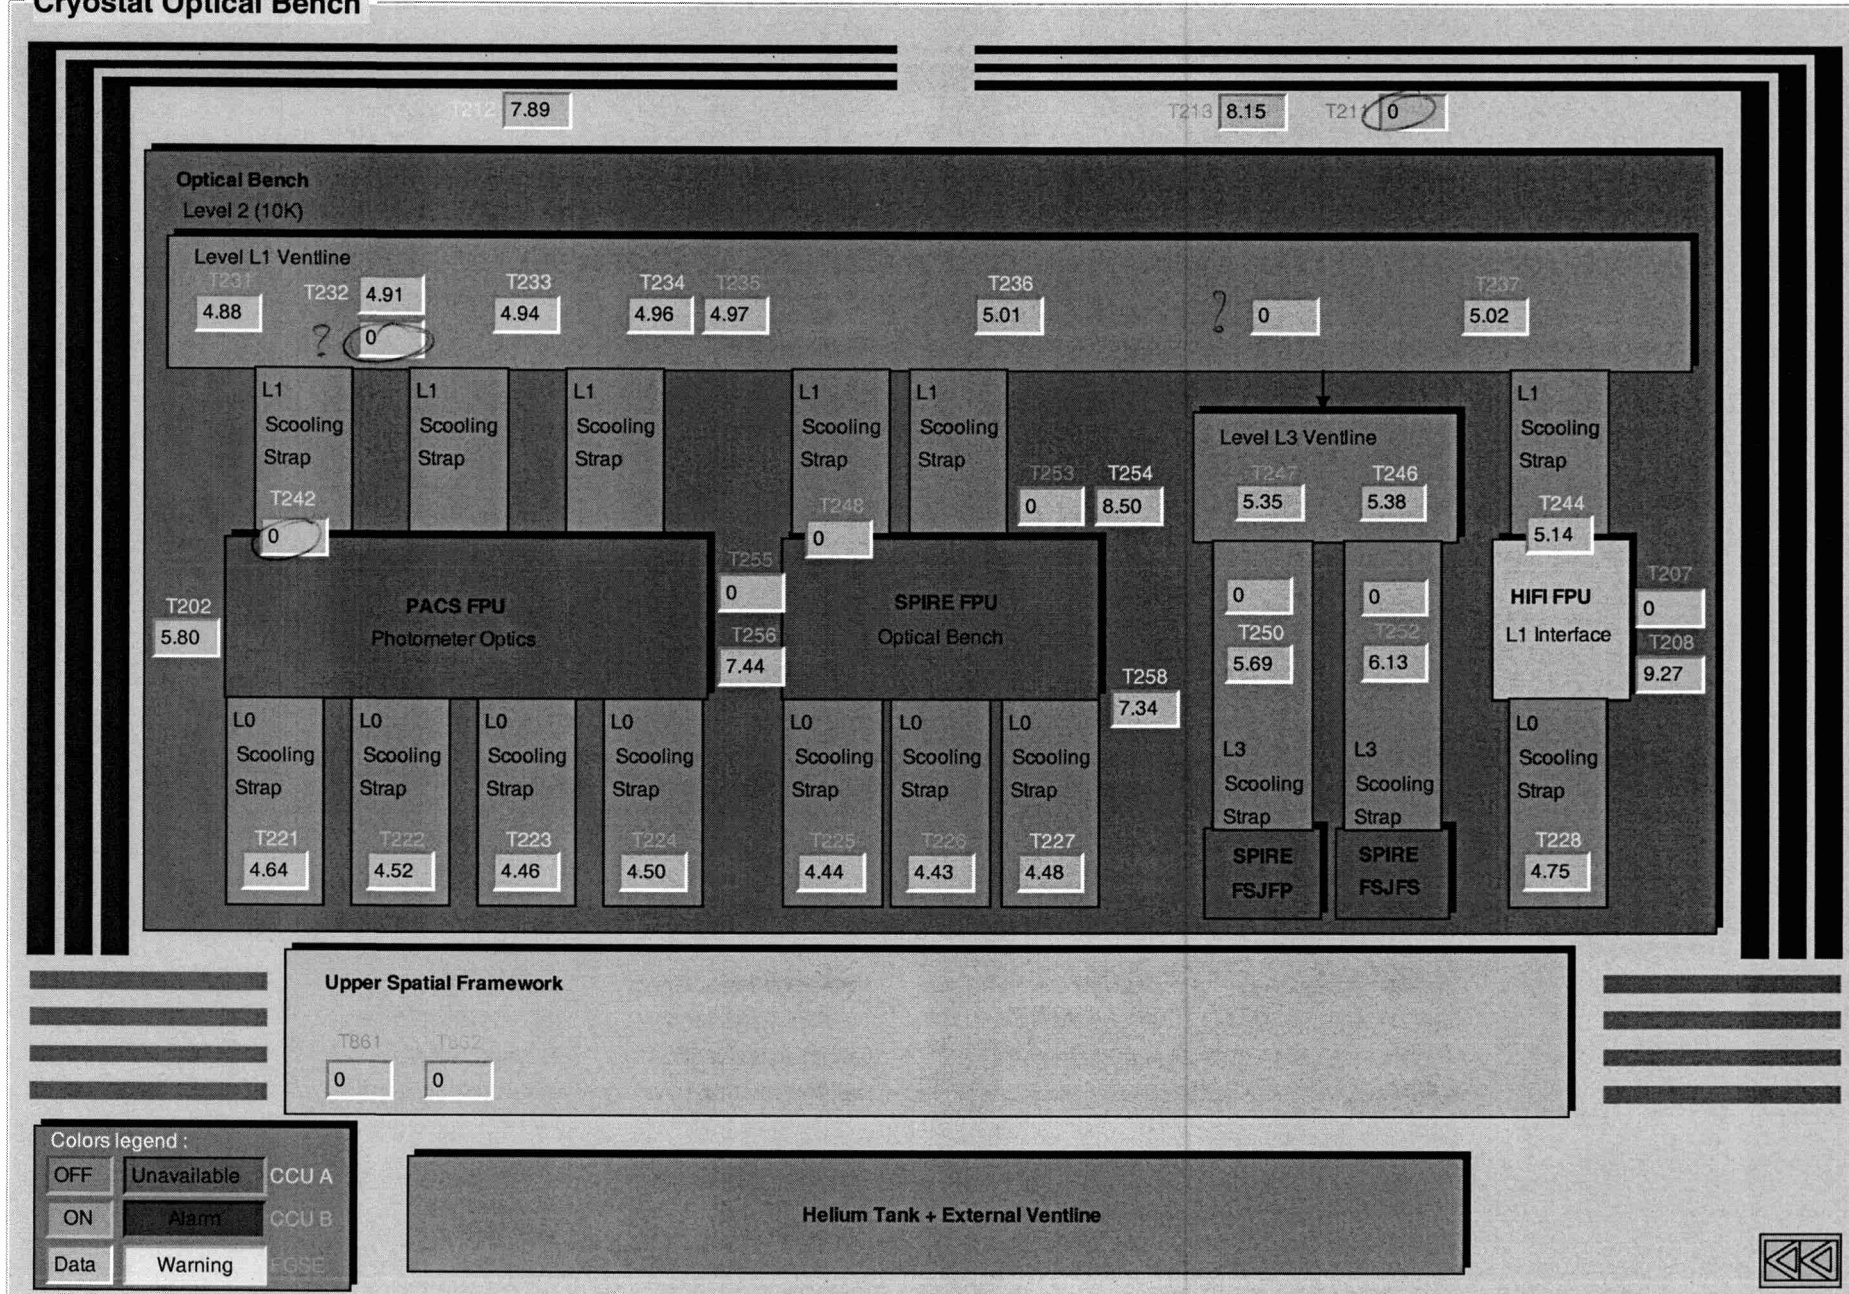 Cryostat Optical Bench
T212 7.89
T213 8.15 T211 0
Optical Bench
Level 2 (10K)
Level L1 Ventline
T231 T232 4.91 T233 T234 T235 T236 T237
4.88 4.94 4.96 4.97 5.01 ? 0 5.02
? 0
L1 L1 L1 L1 L1 L1
Scooling Scooling Scooling Scooling Scooling Scooling
Strap Strap Strap Strap Strap Strap
Level L3 Ventline
T253 T254 T247 T246
0 8.50 5.35 5.38
T242 T248 T244
0 0 5.14
T255
0
T256
7.44
T202
5.80
PACS FPU
Photometer Optics
SPIRE FPU
Optical Bench
T258
7.34
0 0
T250 T252
5.69 6.13
HIFI FPU
L1 Interface
T207
0
T208
9.27
L0 L0 L0 L0 L0 L0 L0 L0
Scooling Scooling Scooling Scooling Scooling Scooling Scooling Scooling
Strap Strap Strap Strap Strap Strap Strap Strap
L3 L3
Scooling Scooling
Strap Strap
T221 T222 T223 T224 T225 T226 T227 T228
4.64 4.52 4.46 4.50 4.44 4.43 4.48 4.75
SPIRE SPIRE
FSJFP FSJFS
Upper Spatial Framework
T861 T862
0 0
Colors legend :
OFF Unavailable CCU A
ON Alarm CCU B
Data Warning EGSE
Helium Tank + External Ventline